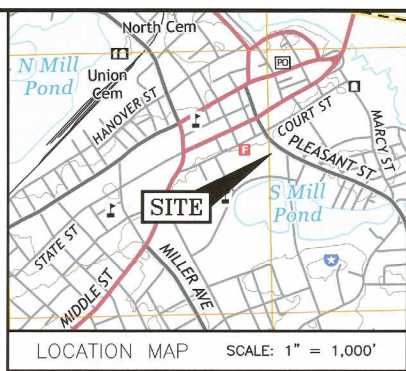 North Cem
N Mill
Pond
Union
Cem
HANOVER ST
PO
COURT ST
MARCY ST
PLEASANT ST
F
SITE
S Mill
Pond
STATE ST
MIDDLE ST
MILLER AVE
LOCATION MAP SCALE: 1" = 1,000'